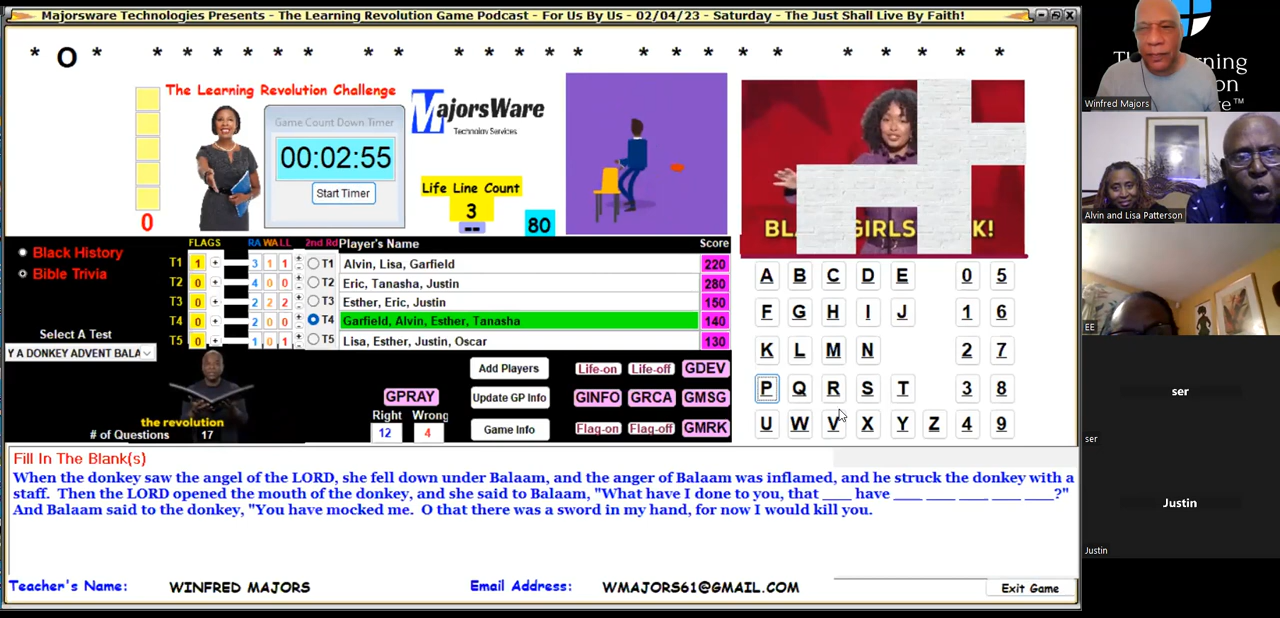 Majorsware Technologies Presents - The Learning Revolution Game Podcast - For Us By Us - 02/04/23 - Saturday - The Just Shall Live By Faith!
* O * * * * * * * * * * * * * * * * * * * * * * * * * *
The Learning Revolution Challenge
Game Count Down Timer
00:02:55
Start Timer
0
MajorsWare
Technology Services
Life Line Count
3
--
80
BL GIRLS K!
Winfred Majors
Alvin and Lisa Patterson
EE
ser
ser
Justin
Justin
Black History
Bible Trivia
Select A Test
Y A DONKEY ADVENT BALA
FLAGS RA WA LL 2nd Rd Player's Name Score
T1 1 + 3 1 1 T1 Alvin, Lisa, Garfield 220
T2 0 + 4 0 0 T2 Eric, Tanasha, Justin 280
T3 0 + 2 2 2 T3 Esther, Eric, Justin 150
T4 0 + 2 0 0 T4 Garfield, Alvin, Esther, Tanasha 140
T5 0 + 1 0 1 T5 Lisa, Esther, Justin, Oscar 130
the revolution
# of Questions 17
GPRAY
Right Wrong
12 4
Add Players Life-on Life-off GDEV
Update GP Info GINFO GRCA GMSG
Game Info Flag-on Flag-off GMRK
A B C D E 0 5
F G H I J 1 6
K L M N 2 7
P Q R S T 3 8
U W V X Y Z 4 9
Fill In The Blank(s)
When the donkey saw the angel of the LORD, she fell down under Balaam, and the anger of Balaam was inflamed, and he struck the donkey with a
staff. Then the LORD opened the mouth of the donkey, and she said to Balaam, "What have I done to you, that ____ have ____ ____ ____ ____ ____?"
And Balaam said to the donkey, "You have mocked me. O that there was a sword in my hand, for now I would kill you.
Teacher's Name: WINFRED MAJORS Email Address: WMAJORS61@GMAIL.COM Exit Game